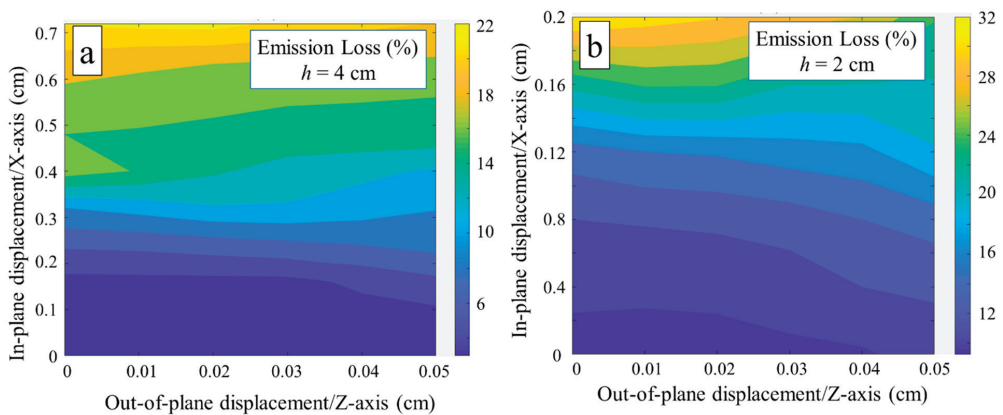 a
Emission Loss (%)
h = 4 cm
In-plane displacement/X-axis (cm)
0.7
0.6
0.5
0.4
0.3
0.2
0.1
0
0 0.01 0.02 0.03 0.04 0.05
Out-of-plane displacement/Z-axis (cm)
22
18
14
10
6
b
Emission Loss (%)
h = 2 cm
In-plane displacement/X-axis (cm)
0.2
0.16
0.12
0.8
0.4
0
0 0.01 0.02 0.03 0.04 0.05
Out-of-plane displacement/Z-axis (cm)
32
28
24
20
16
12